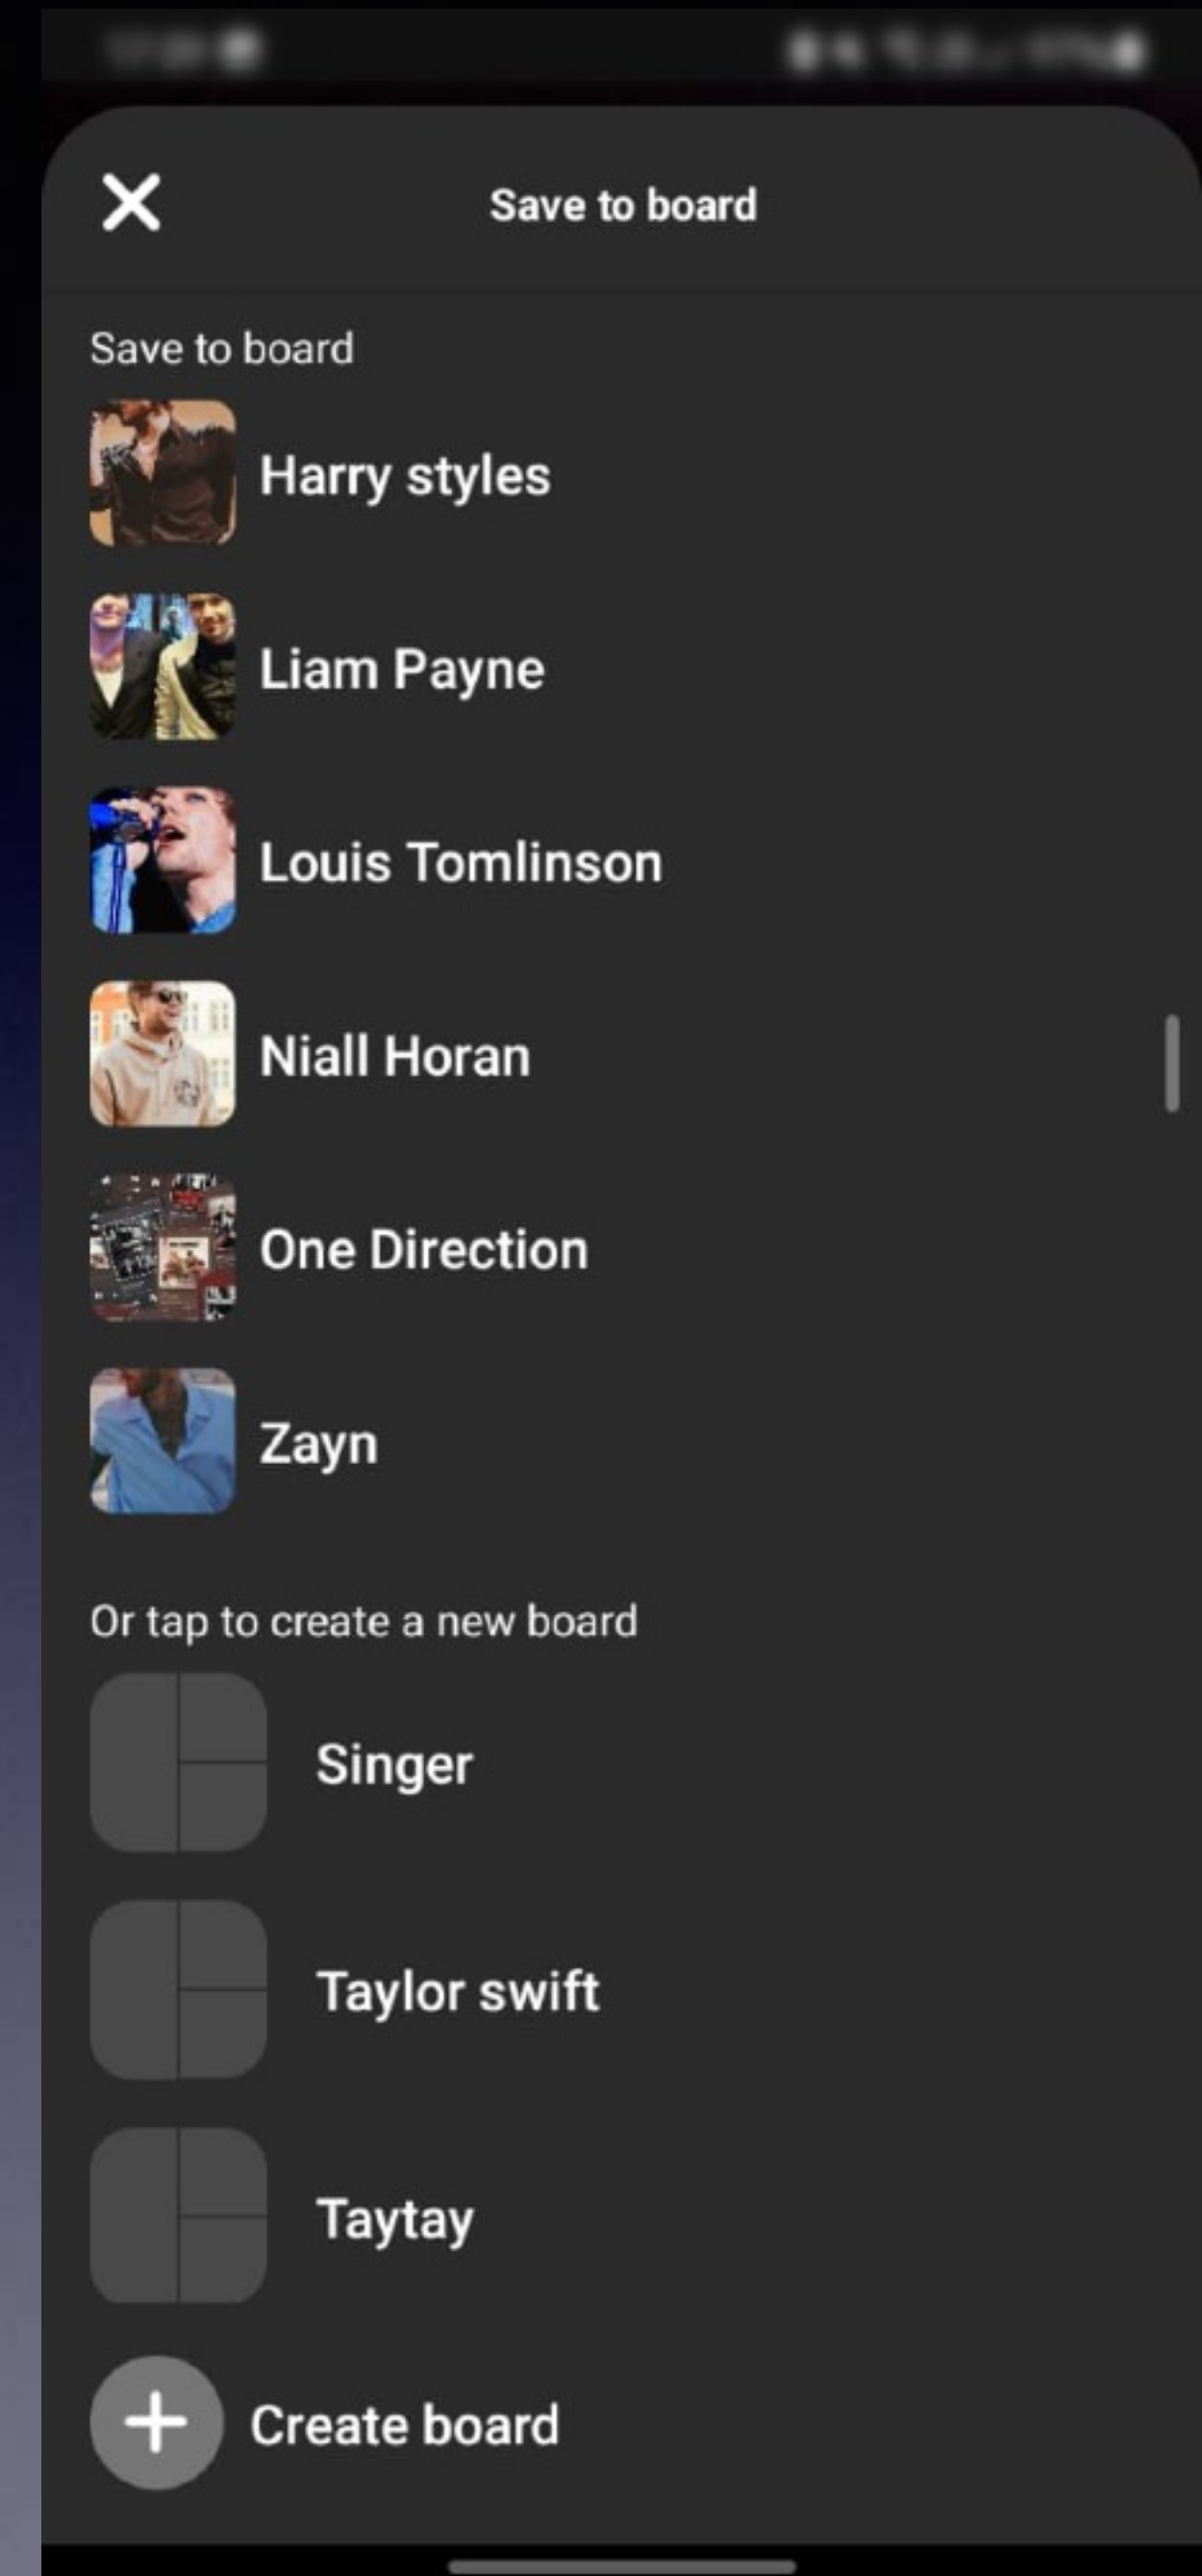 Save to board
Save to board
Harry styles
Liam Payne
Louis Tomlinson
Niall Horan
One Direction
Zayn
Or tap to create a new board
Singer
Taylor swift
Taytay
Create board